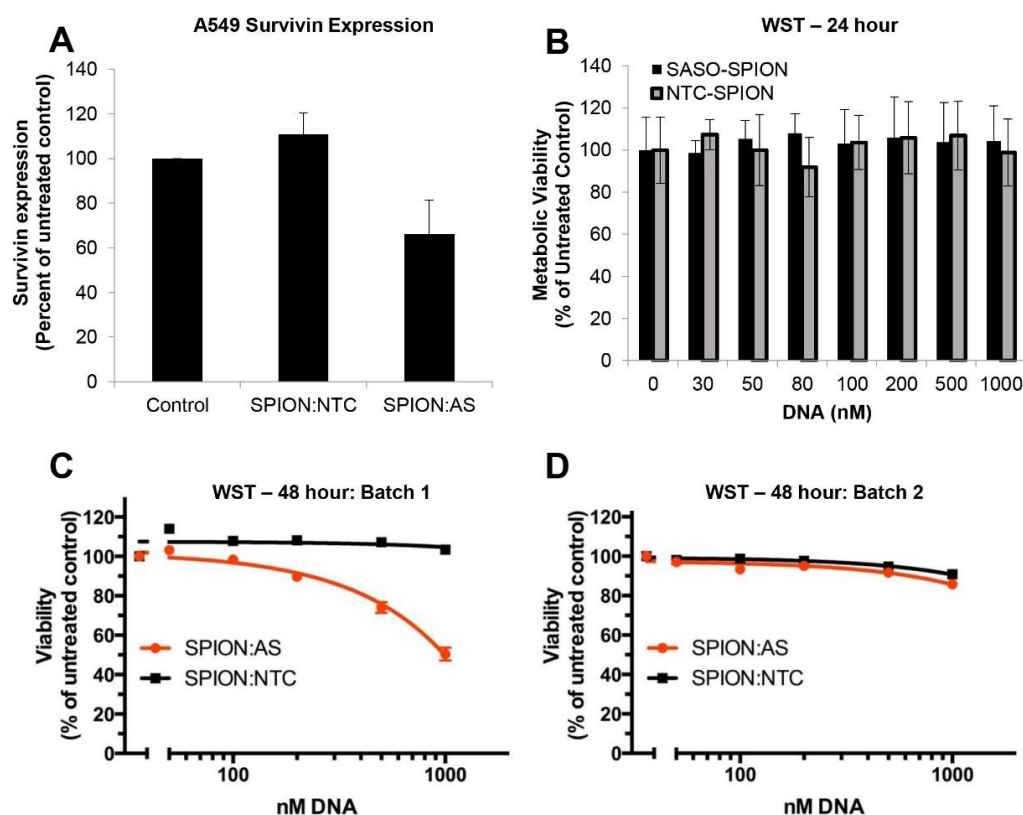 A
A549 Survivin Expression
Survivin expression
(Percent of untreated control)
140
120
100
80
60
40
20
0
Control
SPION:NTC
SPION:AS
B
WST – 24 hour
SASO-SPION
NTC-SPION
Metabolic Viability
(% of Untreated Control)
140
120
100
80
60
40
20
0
0 30 50 80 100 200 500 1000
DNA (nM)
C
WST – 48 hour: Batch 1
Viability
(% of untreated control)
120
100
80
60
40
20
0
SPION:AS
SPION:NTC
100 1000
nM DNA
D
WST – 48 hour: Batch 2
Viability
(% of untreated control)
120
100
80
60
40
20
0
SPION:AS
SPION:NTC
100 1000
nM DNA